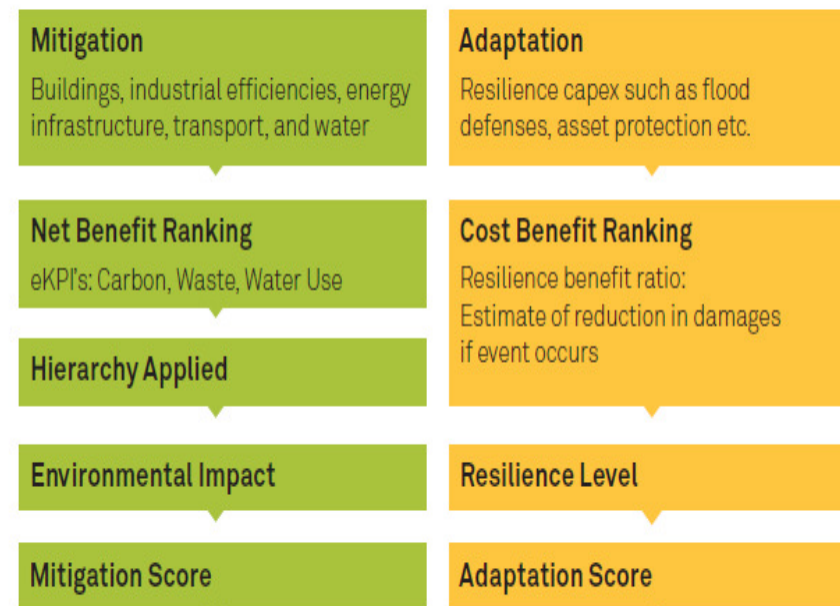 Mitigation
Buildings, industrial efficiencies, energy
infrastructure, transport, and water
Net Benefit Ranking
eKPI's: Carbon, Waste, Water Use
Hierarchy Applied
Environmental Impact
Mitigation Score
Adaptation
Resilience capex such as flood
defenses, asset protection etc.
Cost Benefit Ranking
Resilience benefit ratio:
Estimate of reduction in damages
if event occurs
Resilience Level
Adaptation Score